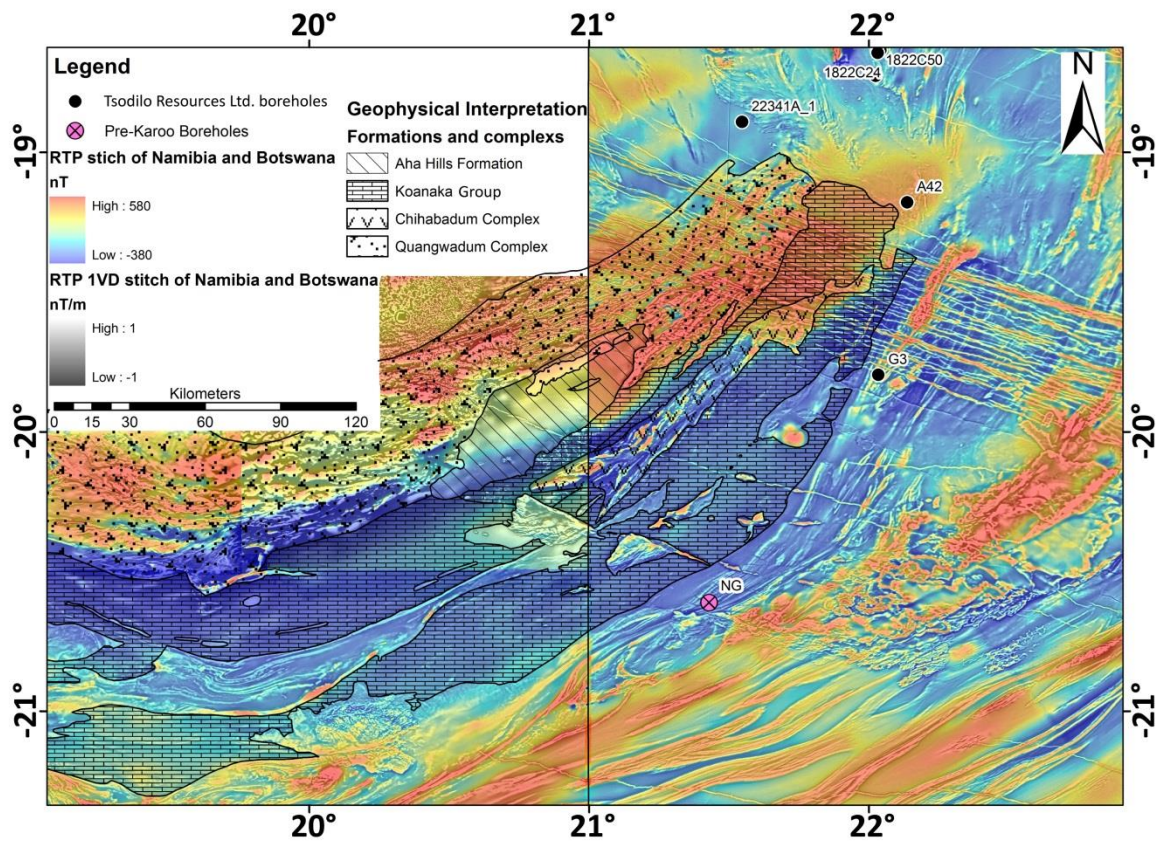 20°
21°
22°
Legend
Tsodilo Resources Ltd. boreholes
Pre-Karoo Boreholes
RTP stich of Namibia and Botswana
nT
High : 580
Low : -380
RTP 1VD stitch of Namibia and Botswana
nT/m
High : 1
Low : -1
Kilometers
0 15 30 60 90 120
Geophysical Interpretation
Formations and complexs
Aha Hills Formation
Koanaka Group
Chihabadum Complex
Quangwadum Complex
1822C50
1822C24
22341A_1
A42
G3
NG
N
-19°
-20°
-21°
-19°
-20°
-21°
20°
21°
22°